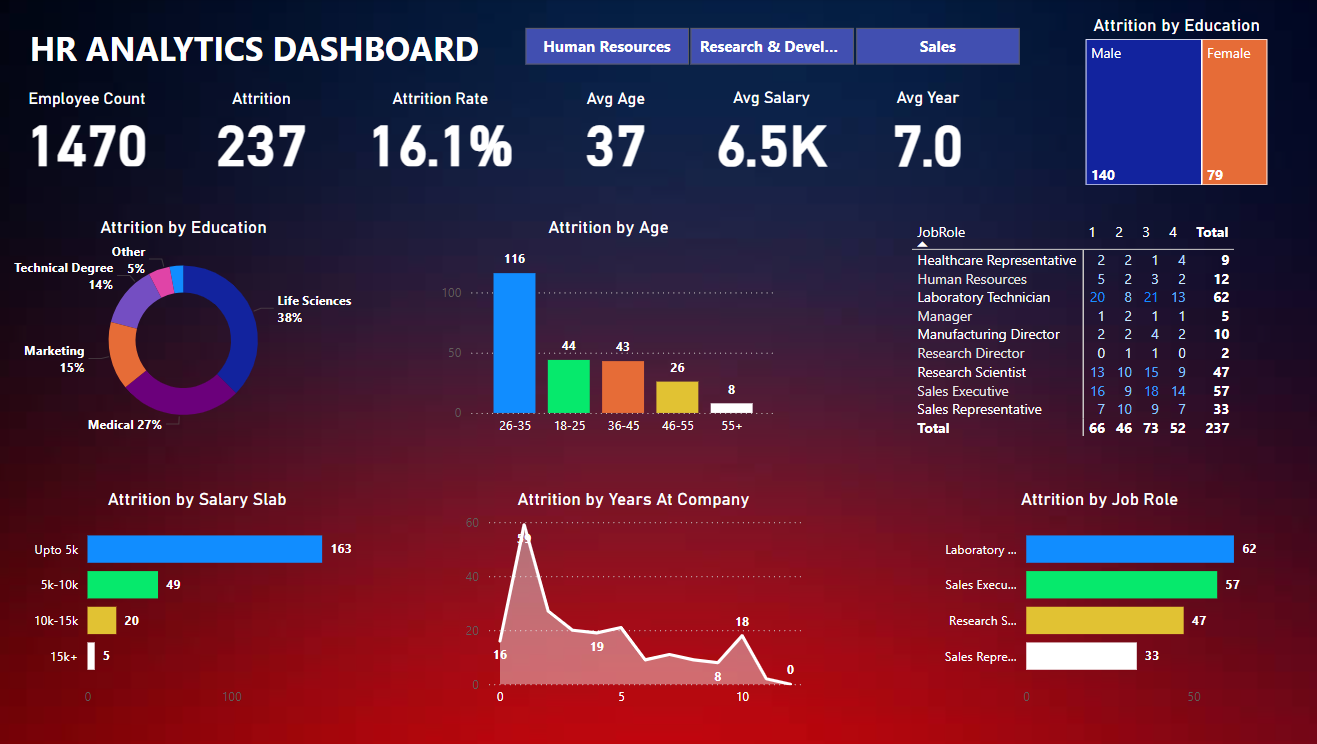 HR ANALYTICS DASHBOARD
Human Resources
Research & Devel...
Sales
Employee Count
1470
Attrition
237
Attrition Rate
16.1%
Avg Age
37
Avg Salary
6.5K
Avg Year
7.0
Attrition by Education
Male
Female
140
79
Attrition by Education
Other
5%
Technical Degree
14%
Life Sciences
38%
Marketing
15%
Medical 27%
Attrition by Age
116
100
44
43
50
26
8
0
26-35 18-25 36-45 46-55 55+
JobRole 1 2 3 4 Total
Healthcare Representative 2 2 1 4 9
Human Resources 5 2 3 2 12
Laboratory Technician 20 8 21 13 62
Manager 1 2 1 1 5
Manufacturing Director 2 2 4 2 10
Research Director 0 1 1 0 2
Research Scientist 13 10 15 9 47
Sales Executive 16 9 18 14 57
Sales Representative 7 10 9 7 33
Total 66 46 73 52 237
Attrition by Salary Slab
Upto 5k 163
5k-10k 49
10k-15k 20
15k+ 5
0 100
Attrition by Years At Company
60
59
40
20
18
16
19
8
0
0
0 5 10
Attrition by Job Role
Laboratory ... 62
Sales Execu... 57
Research S... 47
Sales Repre... 33
0 50